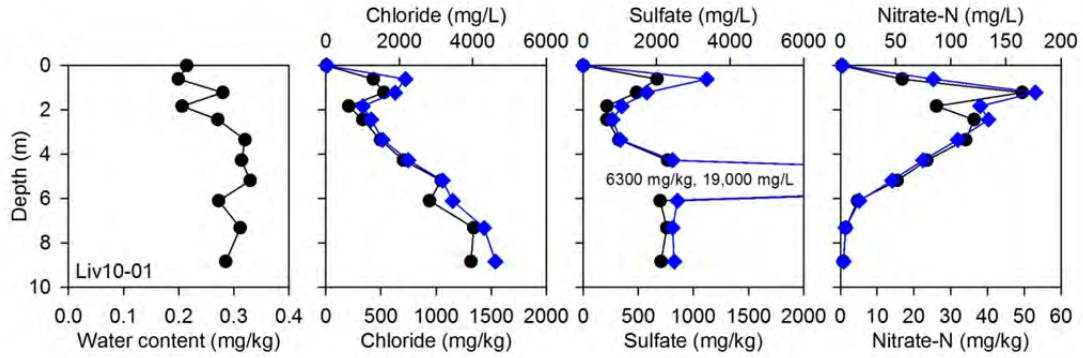 Chloride (mg/L)
Sulfate (mg/L)
Nitrate-N (mg/L)
0 2000 4000 6000
0 2000 4000 6000
0 50 100 150 200
Depth (m)
0
2
4
6
8
10
6300 mg/kg, 19,000 mg/L
Liv10-01
0.0 0.1 0.2 0.3 0.4
0 500 1000 1500 2000
0 500 1000 1500 2000
0 10 20 30 40 50 60
Water content (mg/kg)
Chloride (mg/kg)
Sulfate (mg/kg)
Nitrate-N (mg/kg)